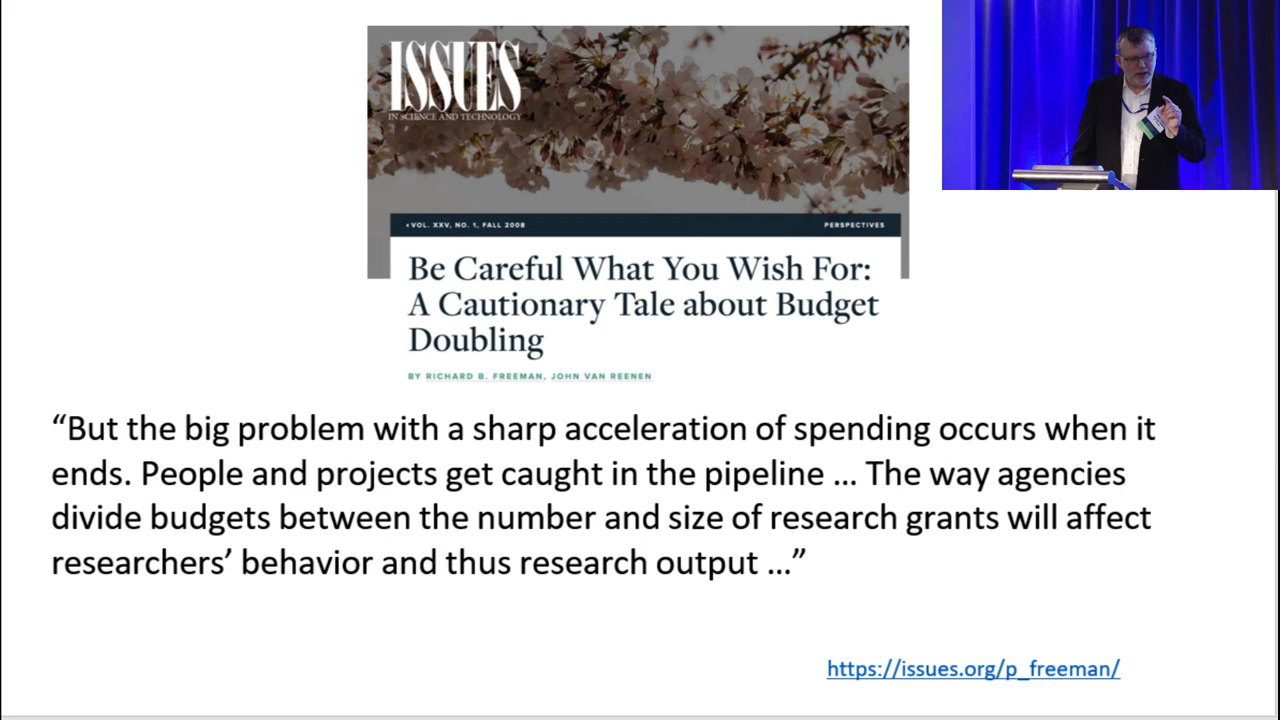 ISSUES
IN SCIENCE AND TECHNOLOGY
‹ VOL. XXV, NO. 1, FALL 2008 PERSPECTIVES
Be Careful What You Wish For:
A Cautionary Tale about Budget
Doubling
BY RICHARD B. FREEMAN, JOHN VAN REENEN
“But the big problem with a sharp acceleration of spending occurs when it
ends. People and projects get caught in the pipeline … The way agencies
divide budgets between the number and size of research grants will affect
researchers’ behavior and thus research output …”
https://issues.org/p_freeman/